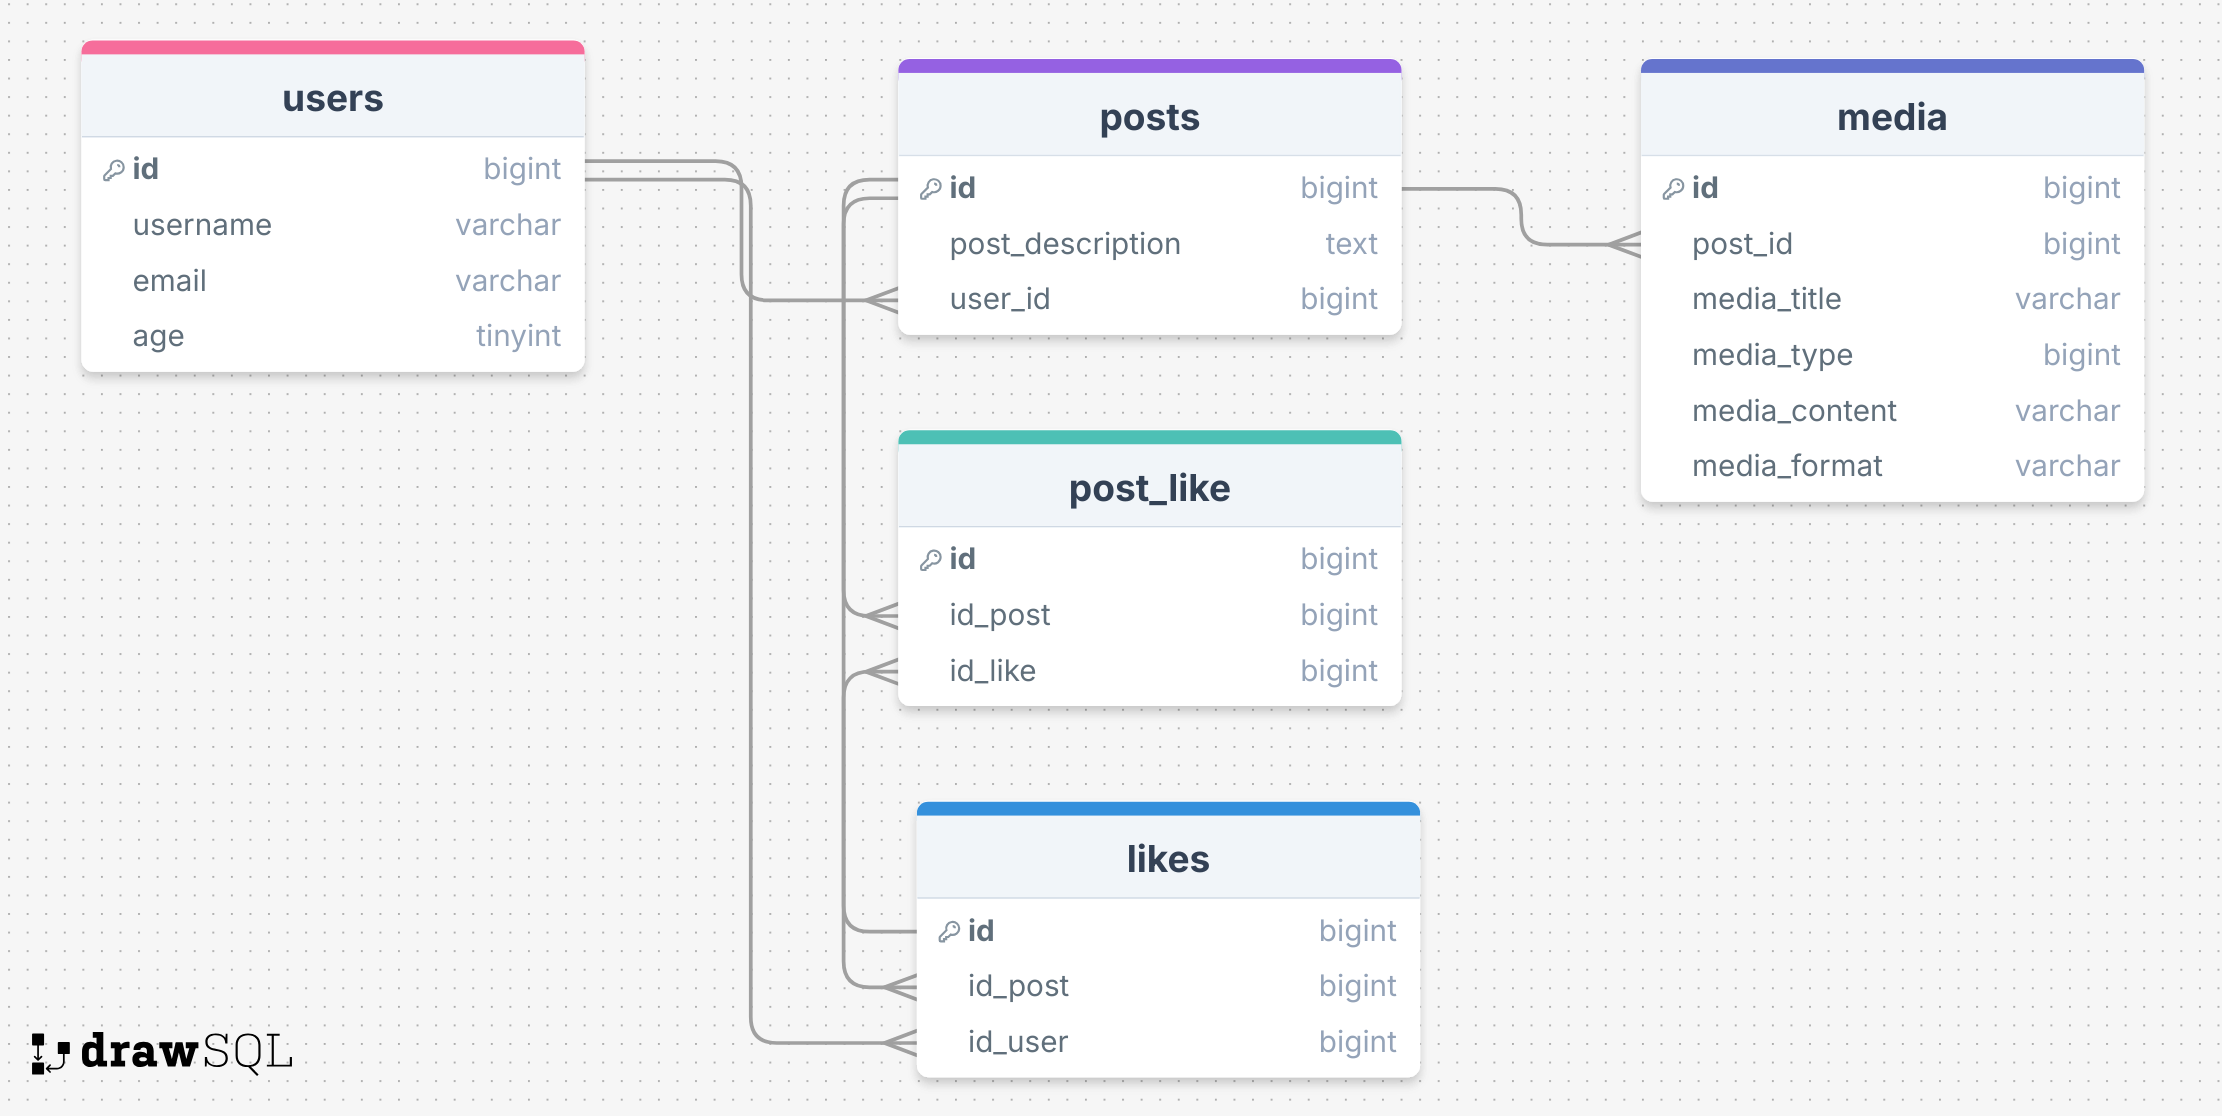 users
id bigint
username varchar
email varchar
age tinyint
posts
id bigint
post_description text
user_id bigint
media
id bigint
post_id bigint
media_title varchar
media_type bigint
media_content varchar
media_format varchar
post_like
id bigint
id_post bigint
id_like bigint
likes
id bigint
id_post bigint
id_user bigint
drawSQL